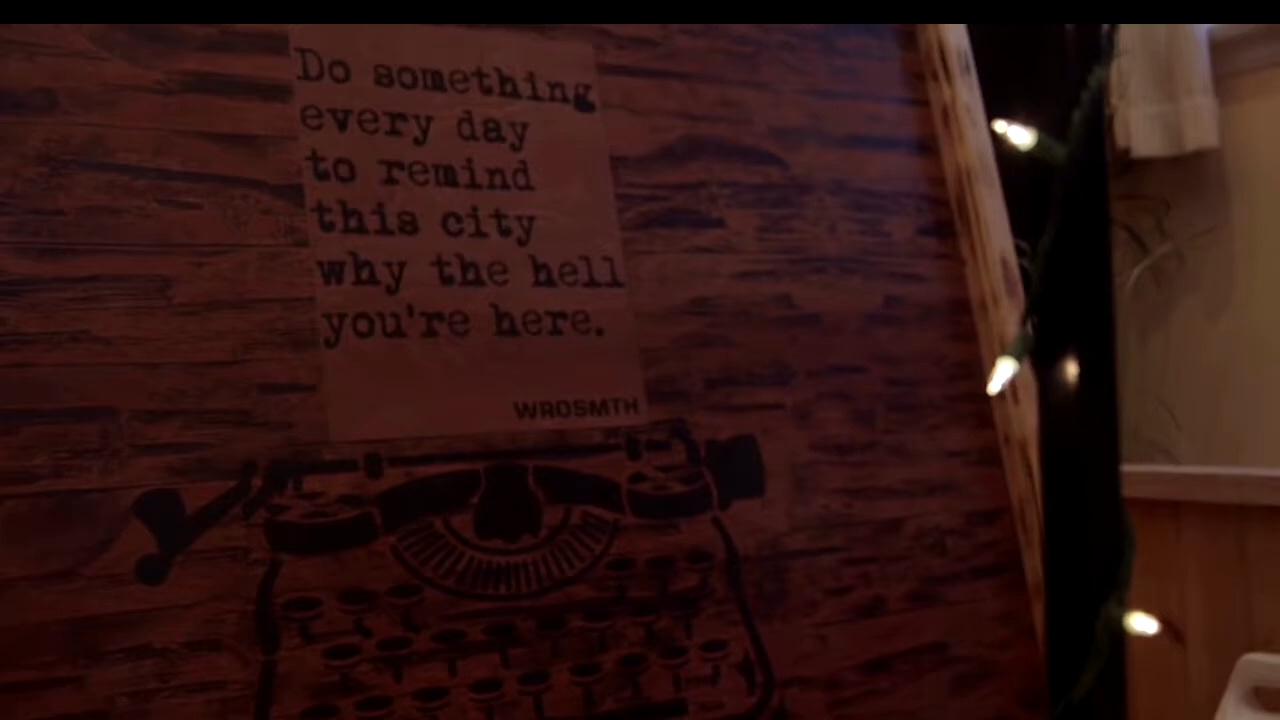 Do something
every day
to remind
this city
why the hell
you're here.
WRDSMTH